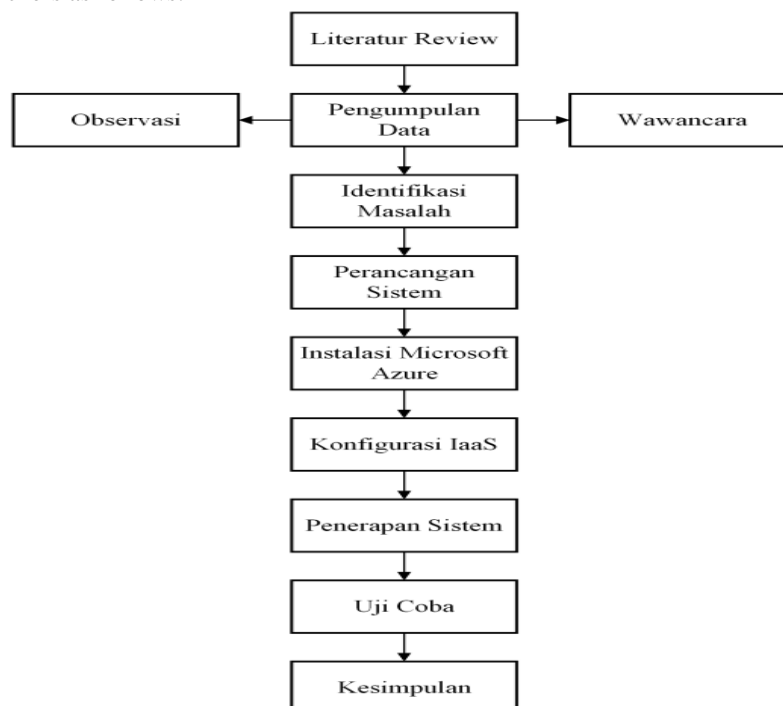 Literatur Review
Observasi
Pengumpulan
Data
Wawancara
Identifikasi
Masalah
Perancangan
Sistem
Instalasi Microsoft
Azure
Konfigurasi IaaS
Penerapan Sistem
Uji Coba
Kesimpulan